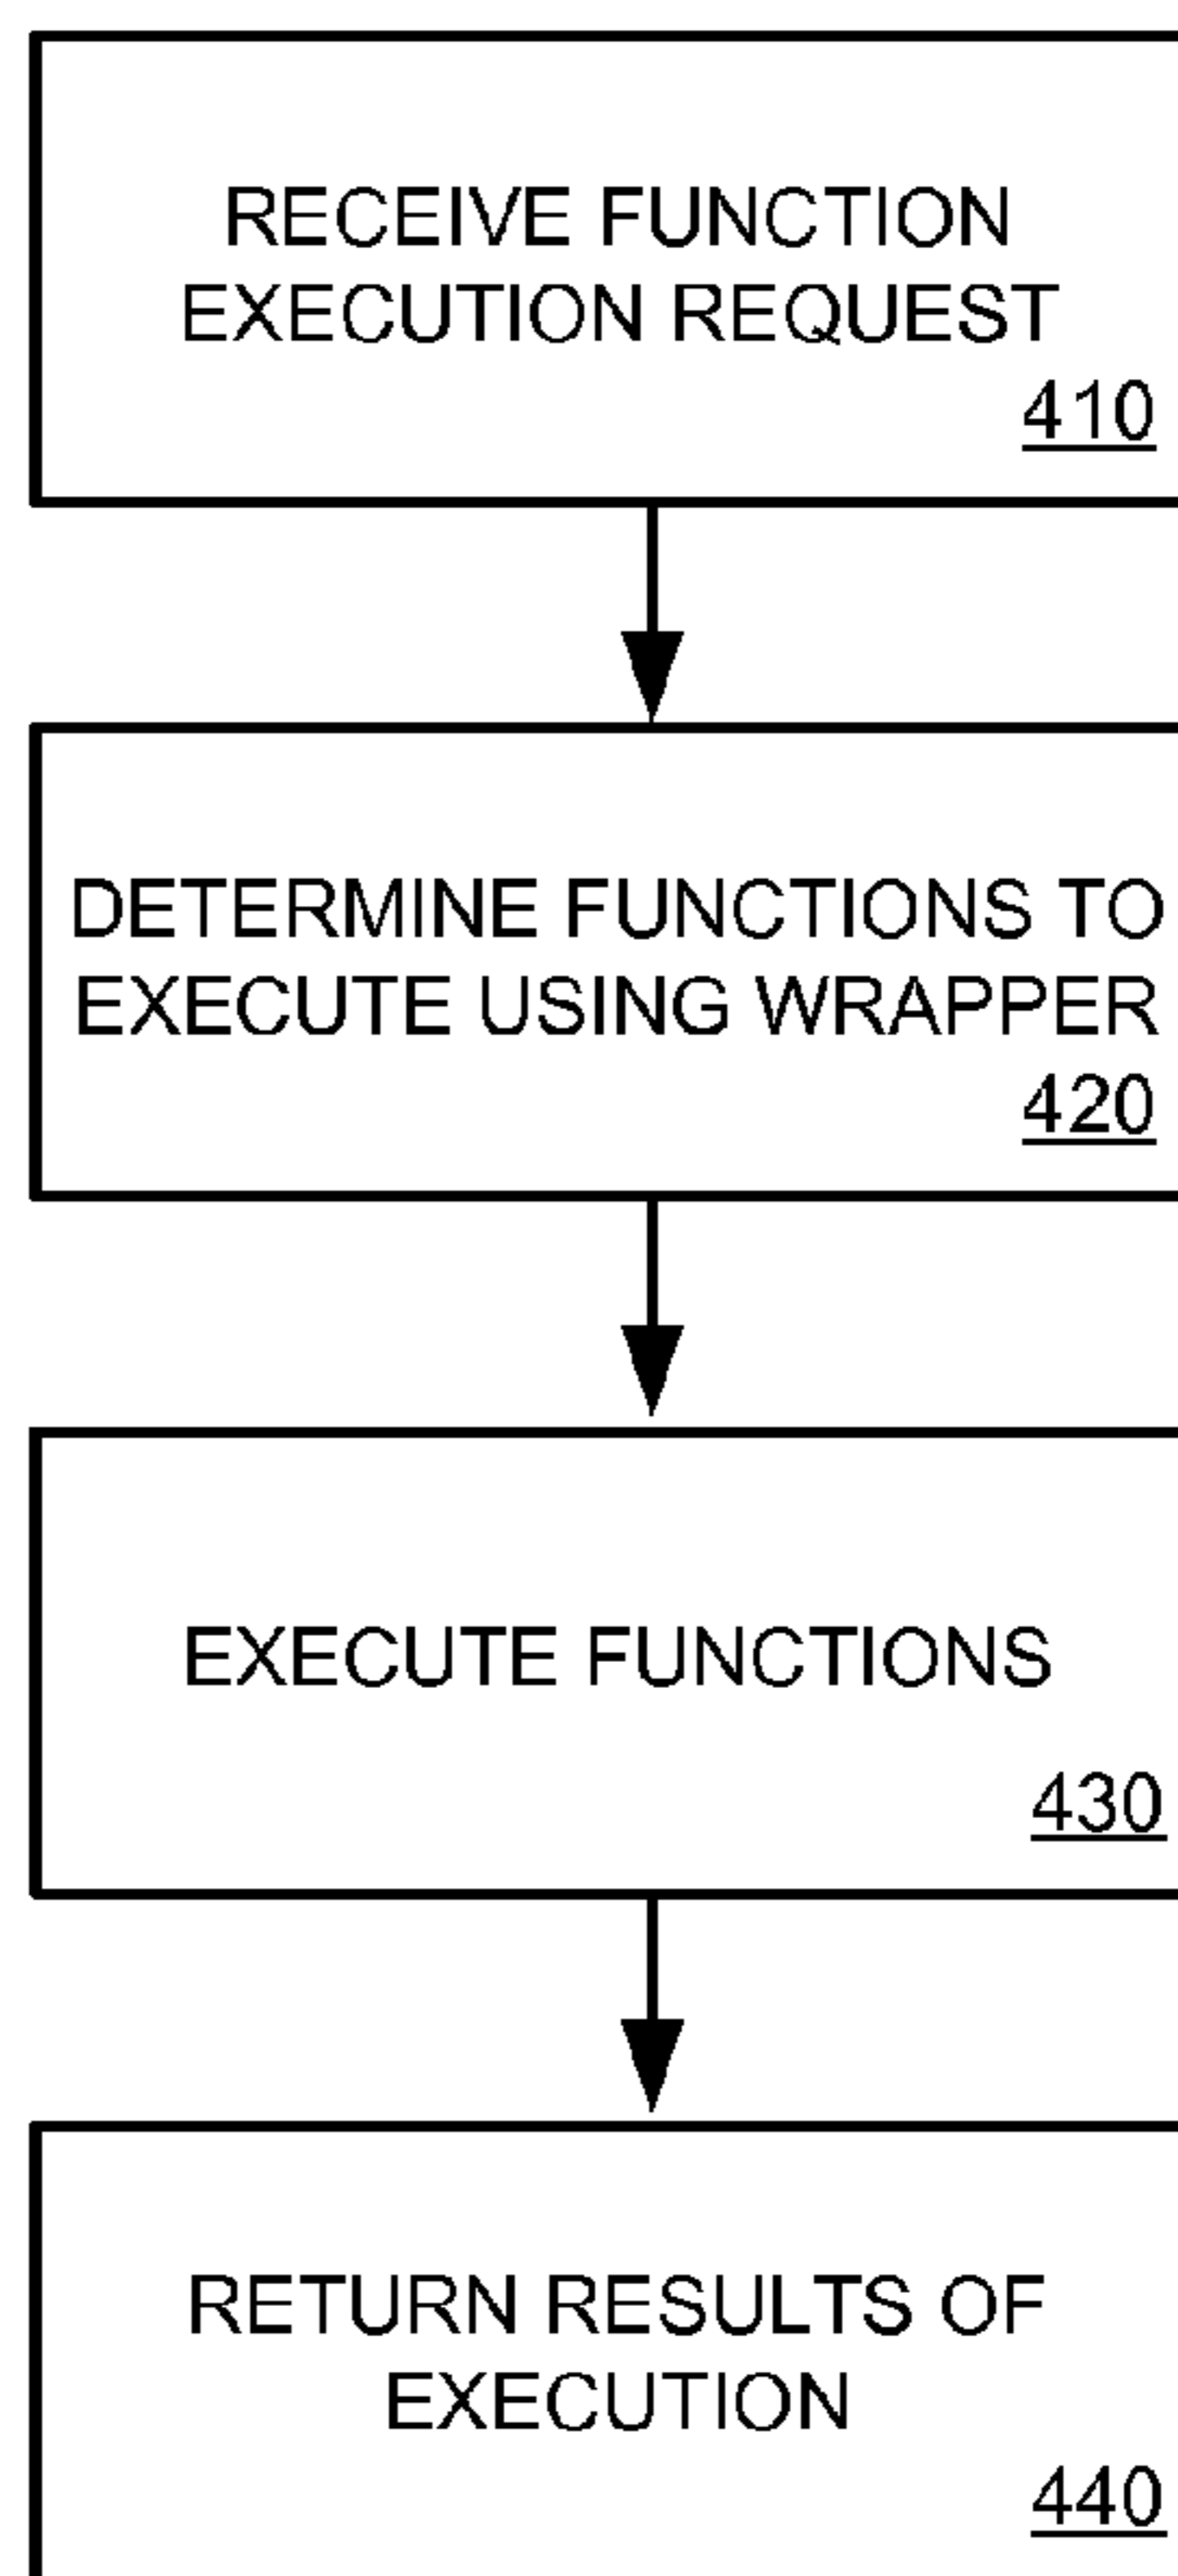 RECEIVE FUNCTION
EXECUTION REQUEST
410
DETERMINE FUNCTIONS TO
EXECUTE USING WRAPPER
420
EXECUTE FUNCTIONS
430
RETURN RESULTS OF
EXECUTION
440